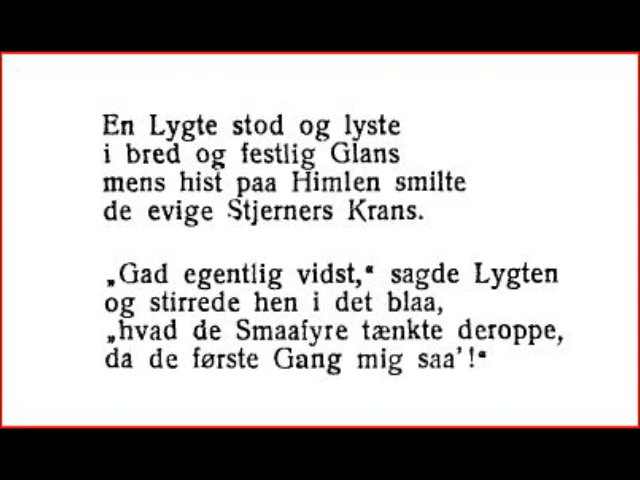 En Lygte stod og lyste
i bred og festlig Glans
mens hist paa Himlen smilte
de evige Stjerners Krans.
„Gad egentlig vidst,“ sagde Lygten
og stirrede hen i det blaa,
„hvad de Smaafyre tænkte deroppe,
da de første Gang mig saa’!“